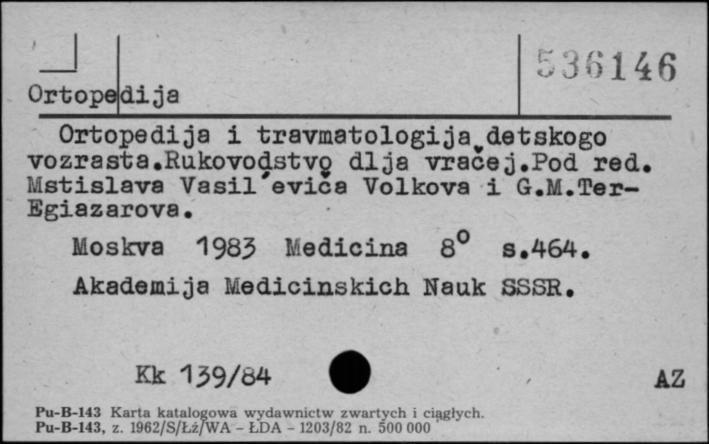 536146
Ortopedija
Ortopedija i travmatologija detskogo
vozrasta.Rukovodstvo dlja vračej.Pod red.
Mstislava Vasil'eviča Volkova i G.M.Ter-
Egiazarova.
Moskva 1983 Medicina 8° s.464.
Akademija Medicinskich Nauk SSSR.
Kk 139/84
AZ
Pu-B-143 Karta katalogowa wydawnictw zwartych i ciągłych.
Pu-B-143, z. 1962/S/Łź/WA – ŁDA – 1203/82 n. 500 000